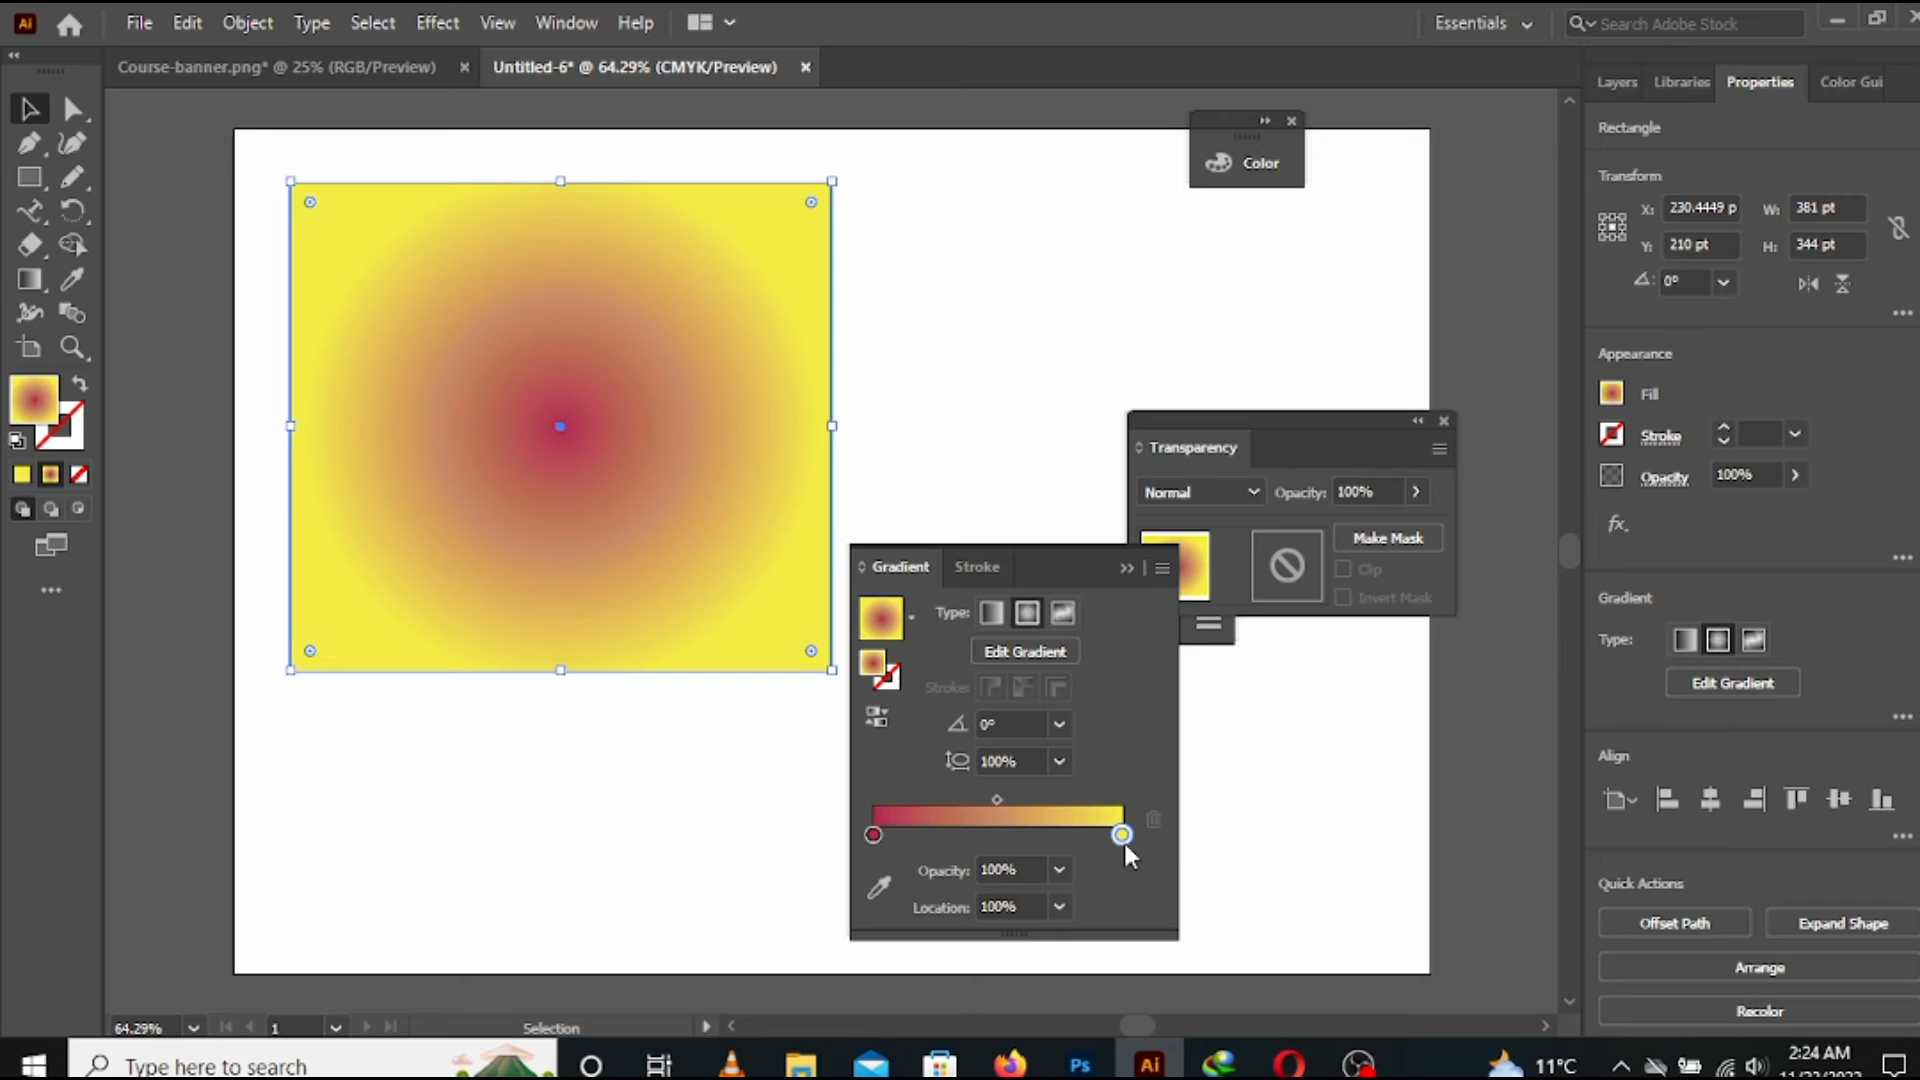 Ai File Edit Object Type Select Effect View Window Help Essentials Search Adobe Stock
Course-banner.png* @ 25% (RGB/Preview) Untitled-6* @ 64.29% (CMYK/Preview)
Layers Libraries Properties Color Gui
Rectangle
Transform
X: 230.4449 p W: 381 pt
Y: 210 pt H: 344 pt
0°
Appearance
Fill
Stroke
Opacity 100%
fx.
Gradient
Type:
Edit Gradient
Align
Quick Actions
Offset Path Expand Shape
Arrange
Recolor
Color
Transparency
Normal Opacity: 100%
Make Mask
Clip
Invert Mask
Gradient Stroke
Type:
Edit Gradient
Stroke:
0°
100%
Opacity: 100%
Location: 100%
64.29% 1 Selection
Type here to search Ps Ai 11°C 2:24 AM